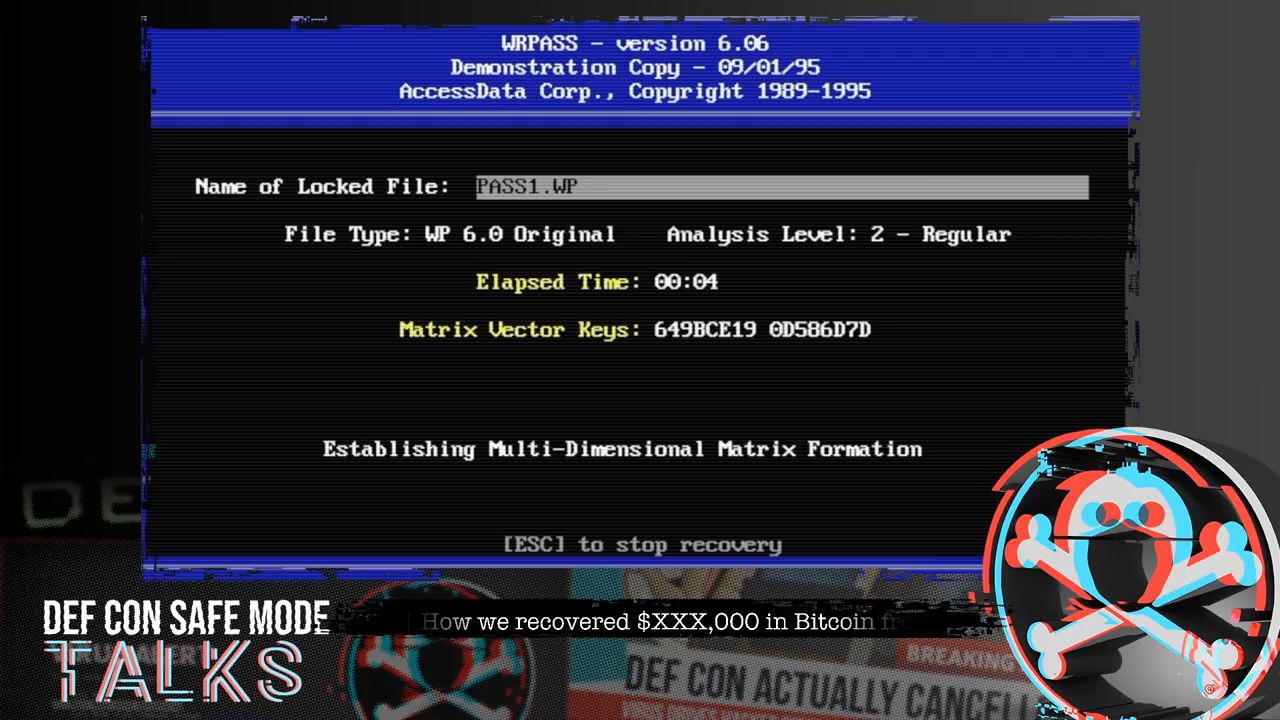 WRPASS - version 6.06
Demonstration Copy - 09/01/95
AccessData Corp., Copyright 1989-1995
Name of Locked File: PASS1.WP
File Type: WP 6.0 Original Analysis Level: 2 - Regular
Elapsed Time: 00:04
Matrix Vector Keys: 649BCE19 0D586D7D
Establishing Multi-Dimensional Matrix Formation
[ESC] to stop recovery
DE
DEF CON SAFE MODE
TALKS
How we recovered $XXX,000 in Bitcoin fr
BREAKING
DEF CON ACTUALLY CANCEL